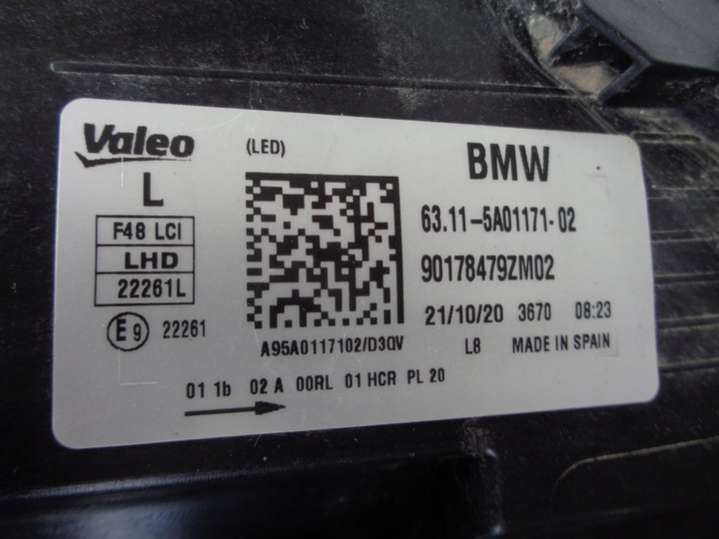 Valeo
(LED)
BMW
L
F48 LCI
LHD
22261L
E9 22261
63.11-5A01171-02
90178479ZM02
21/10/20 3670 08:23
A95A0117102/D3QV
L8 MADE IN SPAIN
01 1b 02 A 00RL 01 HCR PL 20